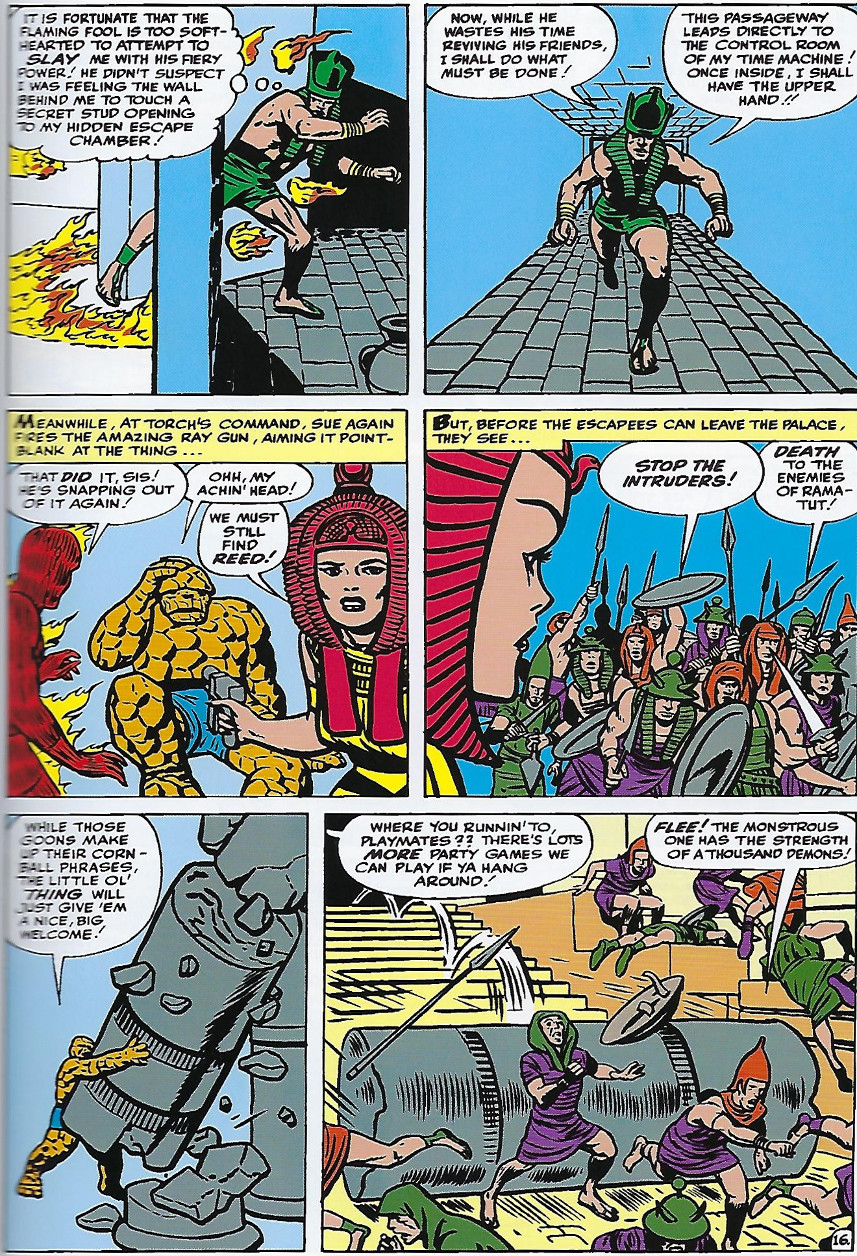 IT IS FORTUNATE THAT THE
FLAMING FOOL IS TOO SOFT-
HEARTED TO ATTEMPT TO
SLAY ME WITH HIS FIERY
POWER! HE DIDN'T SUSPECT
I WAS FEELING THE WALL
BEHIND ME TO TOUCH A
SECRET STUD OPENING
TO MY HIDDEN ESCAPE
CHAMBER!
NOW, WHILE HE
WASTES HIS TIME
REVIVING HIS FRIENDS,
I SHALL DO WHAT
MUST BE DONE!
THIS PASSAGEWAY
LEADS DIRECTLY TO
THE CONTROL ROOM
OF MY TIME MACHINE!
ONCE INSIDE, I SHALL
HAVE THE UPPER
HAND!!
MEANWHILE, AT TORCH'S COMMAND, SUE AGAIN
FIRES THE AMAZING RAY GUN, AIMING IT POINT-
BLANK AT THE THING...
THAT DID IT, SIS!
HE'S SNAPPING OUT
OF IT AGAIN!
OHH, MY
ACHIN' HEAD!
WE MUST
STILL
FIND
REED!
BUT, BEFORE THE ESCAPEES CAN LEAVE THE PALACE,
THEY SEE...
STOP THE
INTRUDERS!
DEATH
TO THE
ENEMIES
OF RAMA-
TUT!
WHILE THOSE
GOONS MAKE
UP THEIR CORN-
BALL PHRASES,
THE LITTLE OL'
THING WILL
JUST GIVE 'EM
A NICE, BIG
WELCOME!
WHERE YOU RUNNIN' TO,
PLAYMATES?? THERE'S LOTS
MORE PARTY GAMES WE
CAN PLAY IF YA HANG
AROUND!
FLEE! THE MONSTROUS
ONE HAS THE STRENGTH
OF A THOUSAND DEMONS!
16.